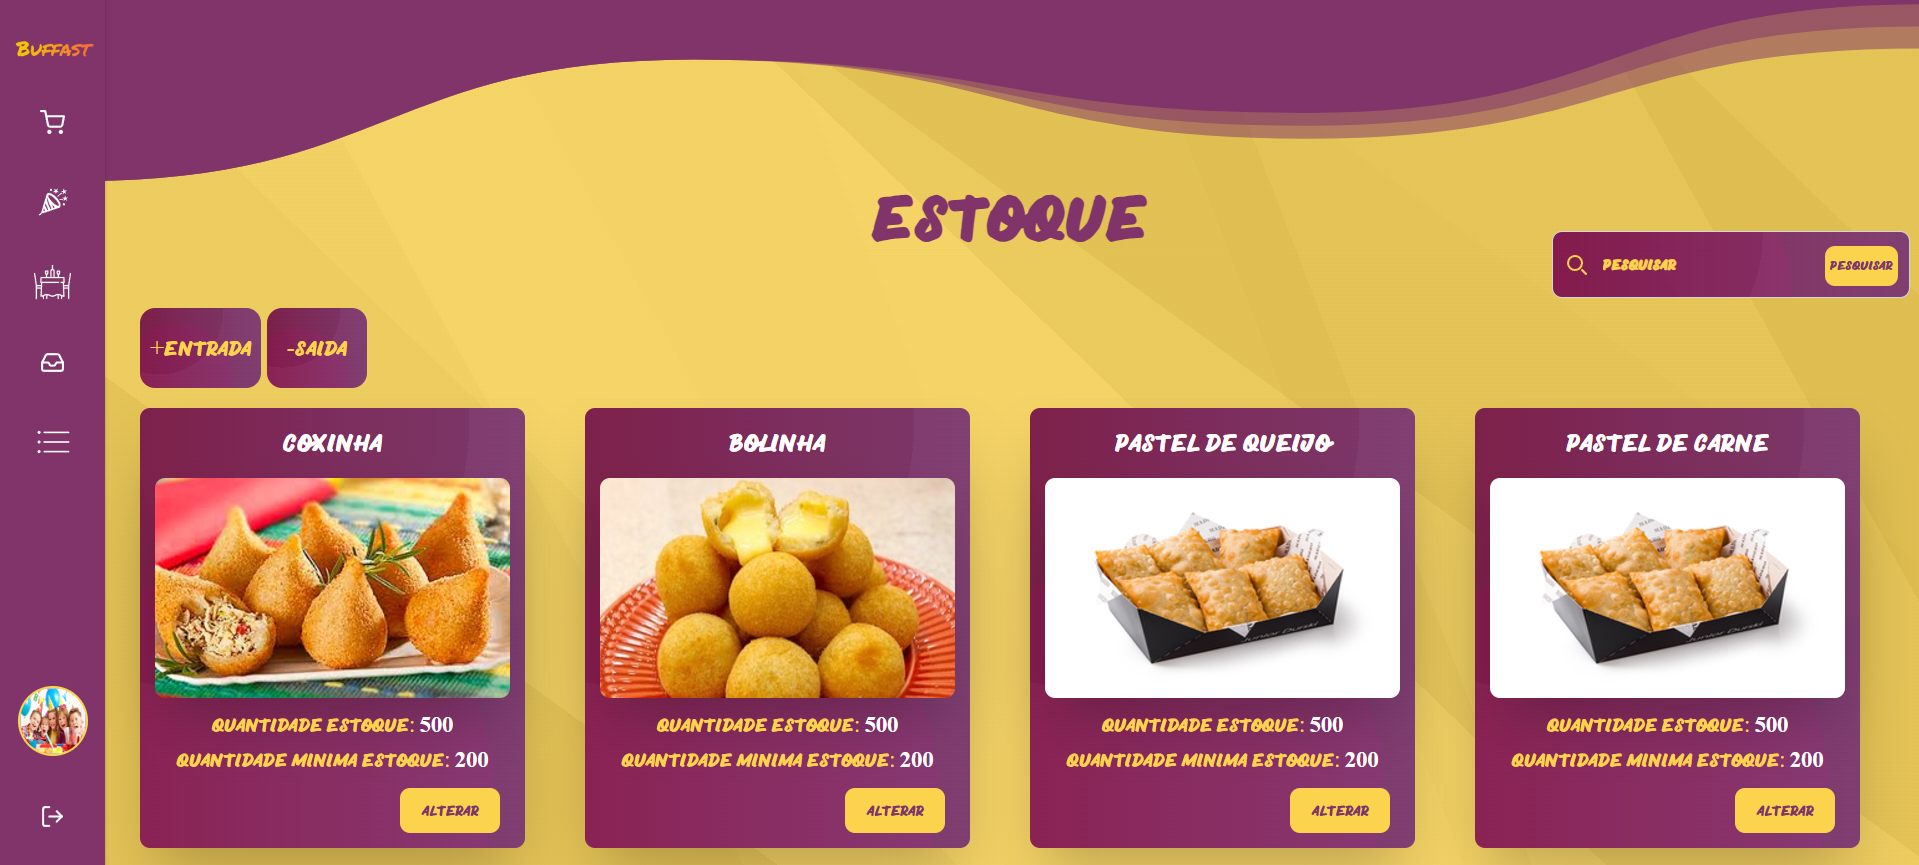 BUFFAST
ESTOQUE
PESQUISAR PESQUISAR
+ENTRADA -SAIDA
COXINHA
QUANTIDADE ESTOQUE: 500
QUANTIDADE MINIMA ESTOQUE: 200
ALTERAR
BOLINHA
QUANTIDADE ESTOQUE: 500
QUANTIDADE MINIMA ESTOQUE: 200
ALTERAR
PASTEL DE QUEIJO
QUANTIDADE ESTOQUE: 500
QUANTIDADE MINIMA ESTOQUE: 200
ALTERAR
PASTEL DE CARNE
QUANTIDADE ESTOQUE: 500
QUANTIDADE MINIMA ESTOQUE: 200
ALTERAR